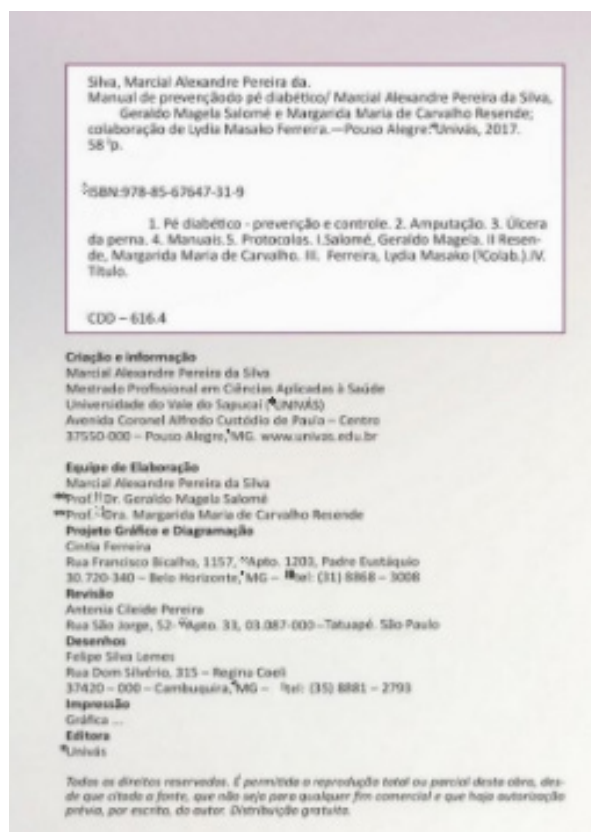 Silva, Marcial Alexandre Pereira da.
Manual de prevençãodo pé diabético/ Marcial Alexandre Pereira da Silva,
Geraldo Magela Salomé e Margarida Maria de Carvalho Resende;
colaboração de Lydia Masako Ferreira.—Pouso Alegre: Univás, 2017.
58 p.
ISBN:978-85-67647-31-9
1. Pé diabético - prevenção e controle. 2. Amputação. 3. Úlcera
da perna. 4. Manuais.5. Protocolos. I.Salomé, Geraldo Magela. II Resen-
de, Margarida Maria de Carvalho. III. Ferreira, Lydia Masako (Colab.).IV.
Título.
CDD – 616.4
Criação e informação
Marcial Alexandre Pereira da Silva
Mestrado Profissional em Ciências Aplicadas à Saúde
Universidade do Vale do Sapucaí (UNIVÁS)
Avenida Coronel Alfredo Custódio de Paula – Centro
37550-000 – Pouso Alegre, MG. www.univas.edu.br
Equipe de Elaboração
Marcial Alexandre Pereira da Silva
Prof. Dr. Geraldo Magela Salomé
Prof. Dra. Margarida Maria de Carvalho Resende
Projeto Gráfico e Diagramação
Cintia Ferreira
Rua Francisco Bicalho, 1157, Apto. 1203, Padre Eustáquio
30.720-340 – Belo Horizonte, MG – tel: (31) 8868 – 3008
Revisão
Antonia Cileide Pereira
Rua São Jorge, 52- Apto. 33, 03.087-000 –Tatuapé. São Paulo
Desenhos
Felipe Silva Lemes
Rua Dom Silvério, 315 – Regina Coeli
37420 – 000 – Cambuquira, MG – tel: (35) 8881 – 2793
Impressão
Gráfica ...
Editora
Univás
Todos os direitos reservados. É permitida a reprodução total ou parcial desta obra, des-
de que citada a fonte, que não seja para qualquer fim comercial e que haja autorização
prévia, por escrito, do autor. Distribuição gratuita.